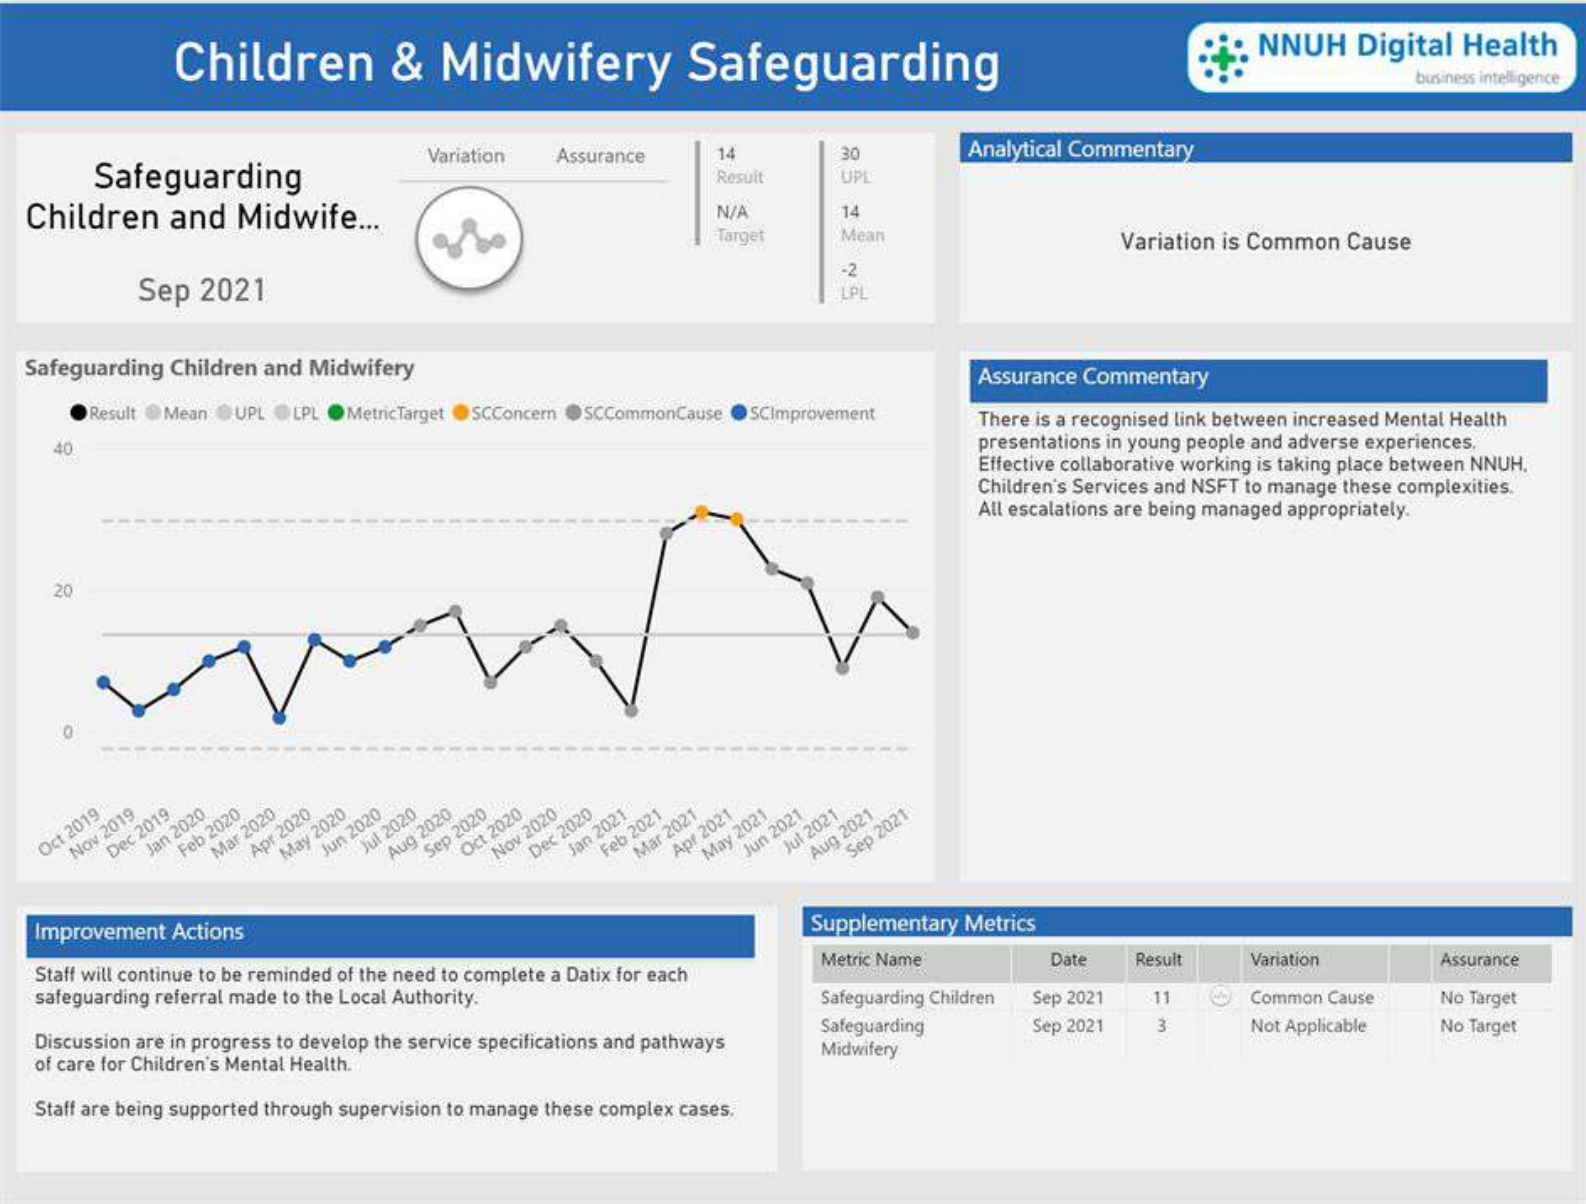 Children & Midwifery Safeguarding
NNUH Digital Health
business intelligence
Safeguarding
Children and Midwife...
Sep 2021
Variation
Assurance
14
Result
N/A
Target
30
UPL
14
Mean
-2
LPL
Analytical Commentary
Variation is Common Cause
Safeguarding Children and Midwifery
Result Mean UPL LPL MetricTarget SCConcern SCCommonCause SCImprovement
40
20
0
Oct 2019
Nov 2019
Dec 2019
Jan 2020
Feb 2020
Mar 2020
Apr 2020
May 2020
Jun 2020
Jul 2020
Aug 2020
Sep 2020
Oct 2020
Nov 2020
Dec 2020
Jan 2021
Feb 2021
Mar 2021
Apr 2021
May 2021
Jun 2021
Jul 2021
Aug 2021
Sep 2021
Assurance Commentary
There is a recognised link between increased Mental Health
presentations in young people and adverse experiences.
Effective collaborative working is taking place between NNUH,
Children's Services and NSFT to manage these complexities.
All escalations are being managed appropriately.
Improvement Actions
Staff will continue to be reminded of the need to complete a Datix for each
safeguarding referral made to the Local Authority.
Discussion are in progress to develop the service specifications and pathways
of care for Children's Mental Health.
Staff are being supported through supervision to manage these complex cases.
Supplementary Metrics
Metric Name Date Result Variation Assurance
Safeguarding Children Sep 2021 11 Common Cause No Target
Safeguarding Sep 2021 3 Not Applicable No Target
Midwifery